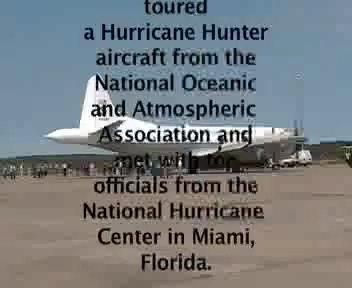 toured
a Hurricane Hunter
aircraft from the
National Oceanic
and Atmospheric
Association and
met with top
officials from the
National Hurricane
Center in Miami,
Florida.